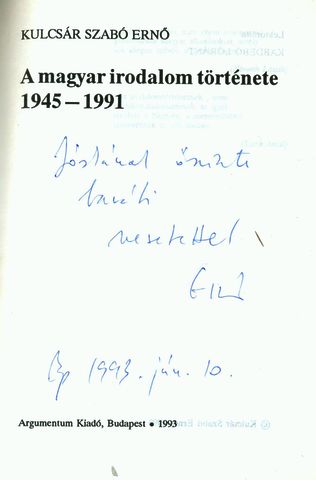 KULCSÁR SZABÓ ERNŐ
A magyar irodalom története
1945–1991
őszinte
baráti
szeretettel
Ernő
Bp 1993. jún. 10.
Argumentum Kiadó, Budapest • 1993